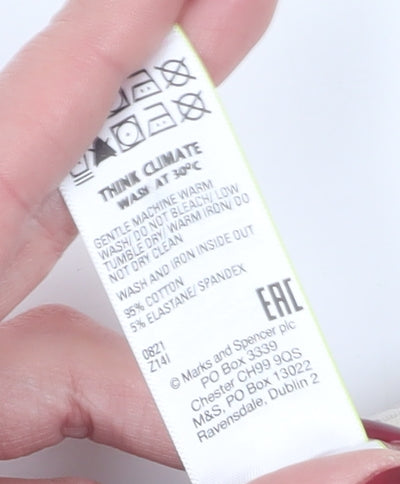 THINK CLIMATE
WASH AT 30°C
GENTLE MACHINE WARM
WASH/ DO NOT BLEACH/ LOW
TUMBLE DRY/ WARM IRON/ DO
NOT DRY CLEAN
WASH AND IRON INSIDE OUT
95% COTTON
5% ELASTANE/ SPANDEX
EAC
0821
Z14I
© Marks and Spencer plc
PO Box 3339
Chester CH99 9QS
M&S, PO Box 13022
Ravensdale, Dublin 2.